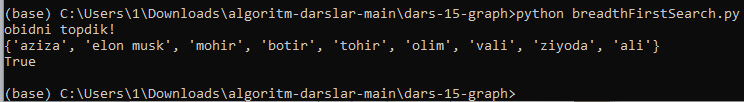 (base) C:\Users\1\Downloads\algoritm-darslar-main\dars-15-graph>python breadthFirstSearch.py
obidni topdik!
{'aziza', 'elon musk', 'mohir', 'botir', 'tohir', 'olim', 'vali', 'ziyoda', 'ali'}
True
(base) C:\Users\1\Downloads\algoritm-darslar-main\dars-15-graph>